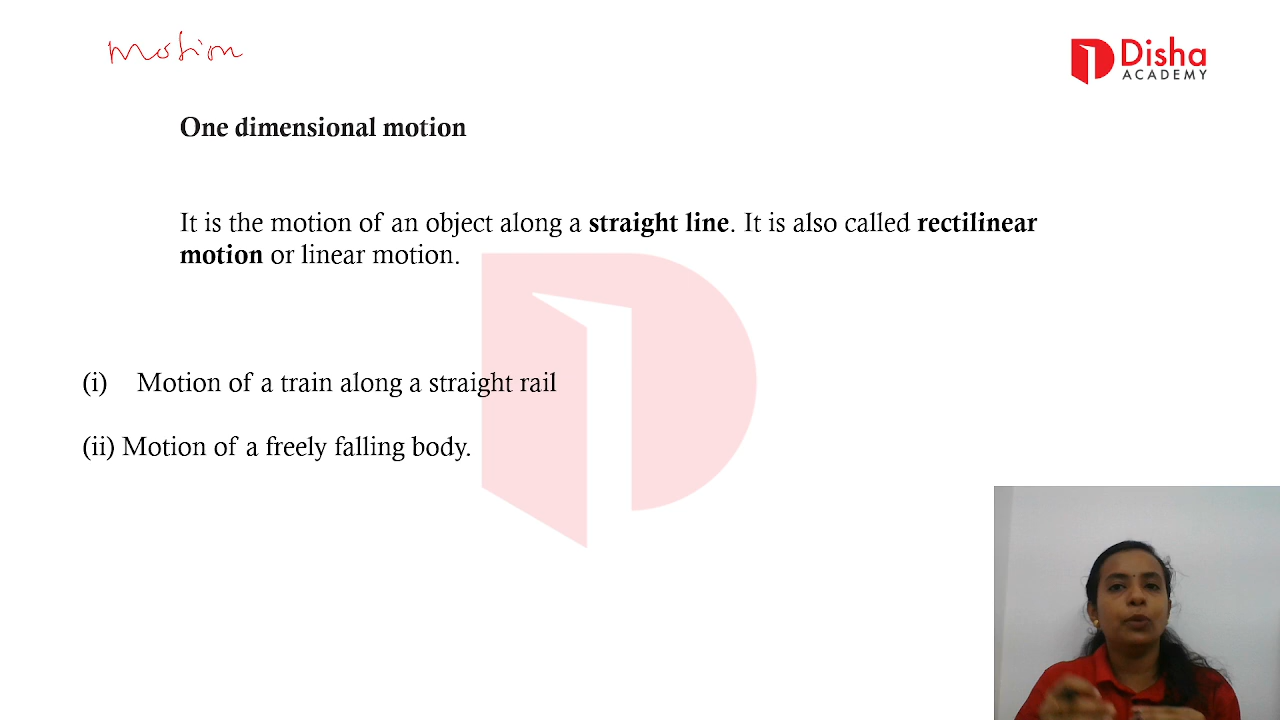 motion
Disha
ACADEMY
One dimensional motion
It is the motion of an object along a straight line. It is also called rectilinear
motion or linear motion.
(i) Motion of a train along a straight rail
(ii) Motion of a freely falling body.